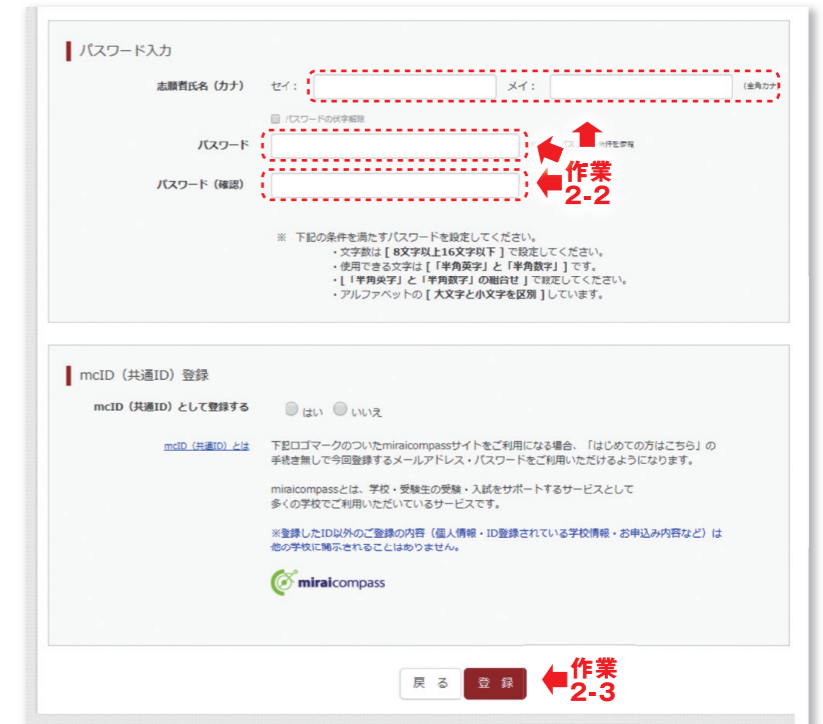 パスワード入力
志願者氏名（カナ） セイ： メイ： （全角カナ）
パスワードの伏字解除
パスワード 件を参照
作業
2-2
パスワード（確認）
※ 下記の条件を満たすパスワードを設定してください。
・文字数は [ 8文字以上16文字以下 ] で設定してください。
・使用できる文字は [「半角英字」と「半角数字」] です。
・[「半角英字」と「半角数字」の組合せ ] で設定してください。
・アルファベットの [ 大文字と小文字を区別 ] しています。
mcID（共通ID）登録
mcID（共通ID）として登録する はい いいえ
mcID（共通ID）とは 下記ロゴマークのついたmiraicompassサイトをご利用になる場合、「はじめての方はこちら」の
手続き無しで今回登録するメールアドレス・パスワードをご利用いただけるようになります。
miraicompassとは、学校・受験生の受験・入試をサポートするサービスとして
多くの学校でご利用いただいているサービスです。
※登録したID以外のご登録の内容（個人情報・ID登録されている学校情報・お申込み内容など）は
他の学校に開示されることはありません。
miraicompass
戻る 登録
作業
2-3